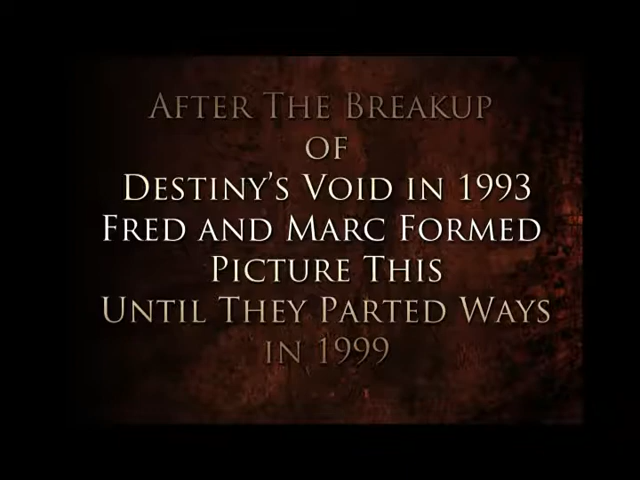 After The Breakup
of
Destiny's Void in 1993
Fred and Marc Formed
Picture This
Until They Parted Ways
in 1999